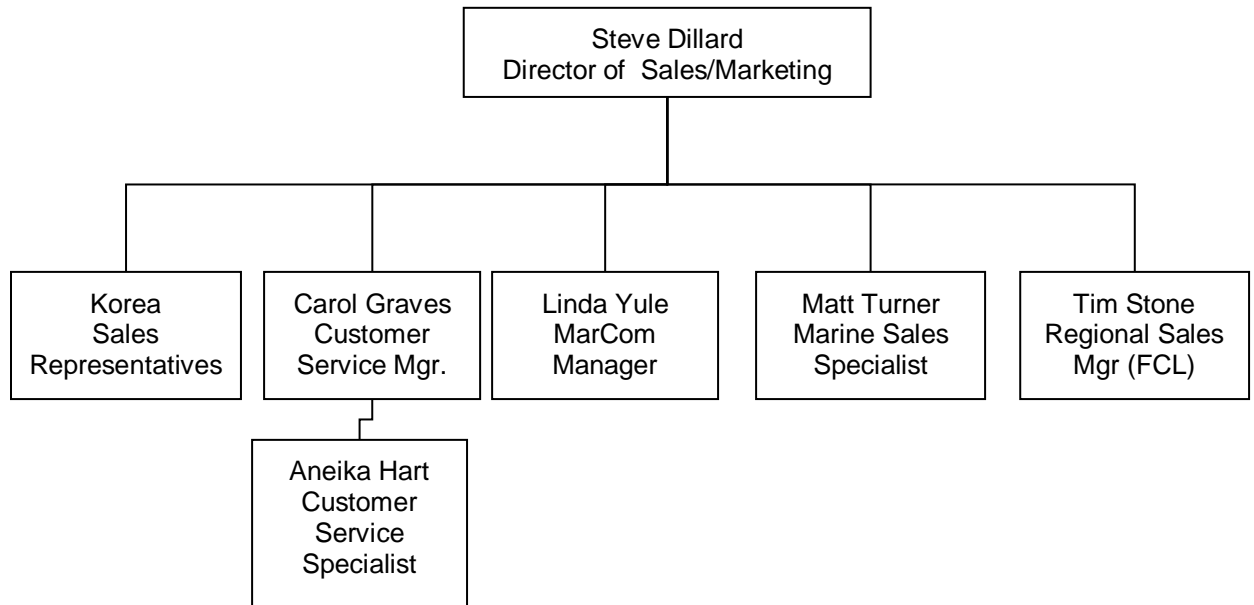 Steve Dillard
Director of  Sales/Marketing
Korea
Sales
Representatives
Carol Graves
Customer
Service Mgr.
Linda Yule
MarCom
Manager
Matt Turner
Marine Sales
Specialist
Tim Stone
Regional Sales
Mgr (FCL)
Aneika Hart
Customer
Service
Specialist